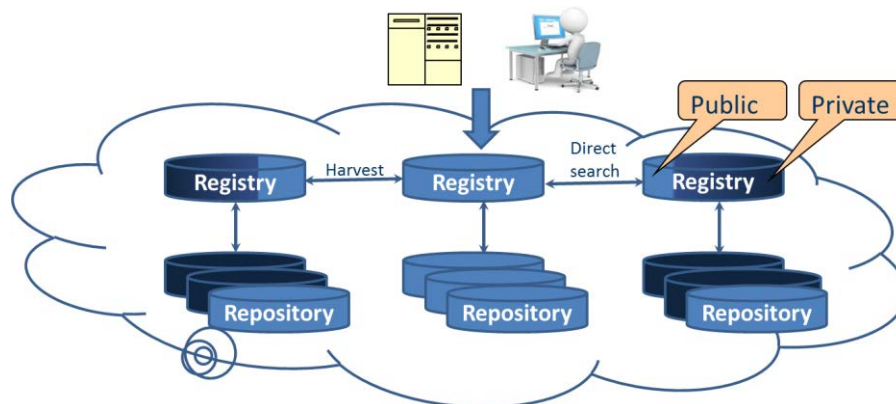 Public
Private
Direct
search
Harvest
Registry
Registry
Registry
Repository
Repository
Repository